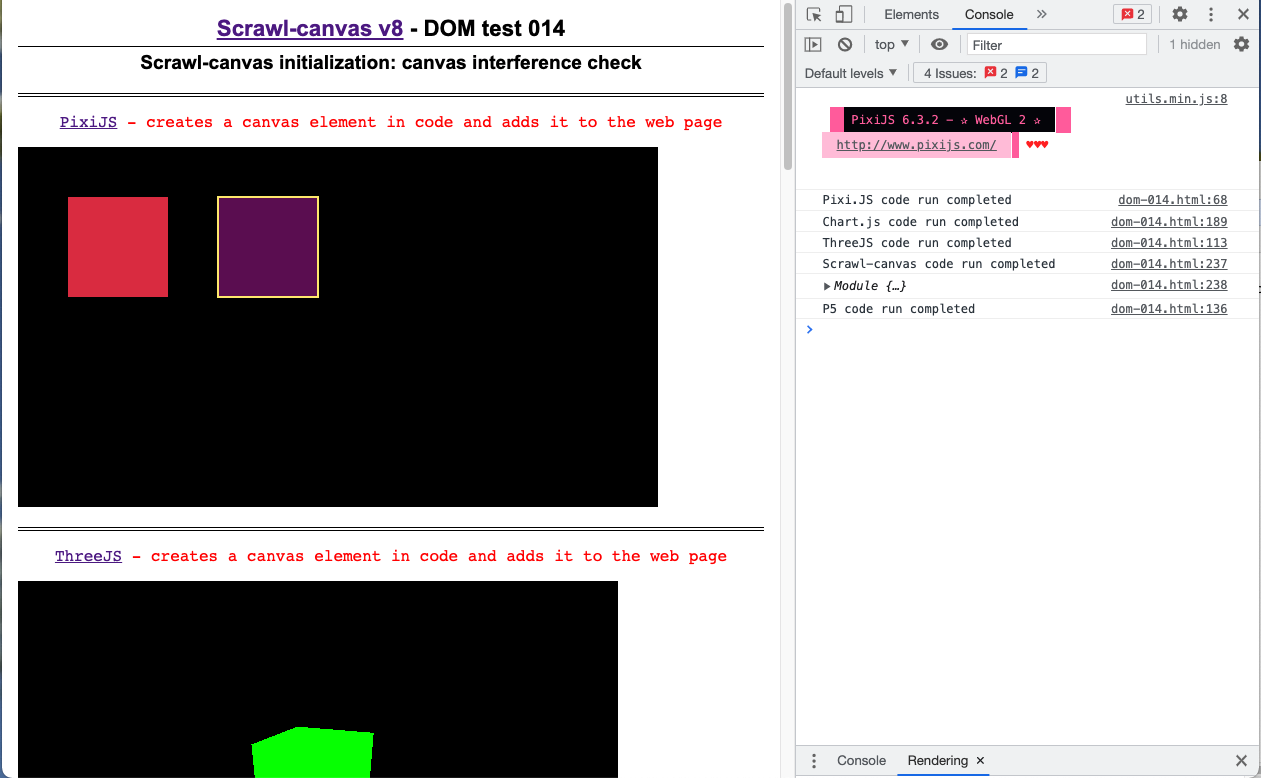 Scrawl-canvas v8 - DOM test 014
Scrawl-canvas initialization: canvas interference check
PixiJS - creates a canvas element in code and adds it to the web page
ThreeJS - creates a canvas element in code and adds it to the web page
Elements Console » 2
top Filter 1 hidden
Default levels 4 Issues: 2 2
utils.min.js:8
PixiJS 6.3.2 - ✰ WebGL 2 ✰
http://www.pixijs.com/ ♥♥♥
Pixi.JS code run completed dom-014.html:68
Chart.js code run completed dom-014.html:189
ThreeJS code run completed dom-014.html:113
Scrawl-canvas code run completed dom-014.html:237
Module {…} dom-014.html:238
P5 code run completed dom-014.html:136
Console Rendering